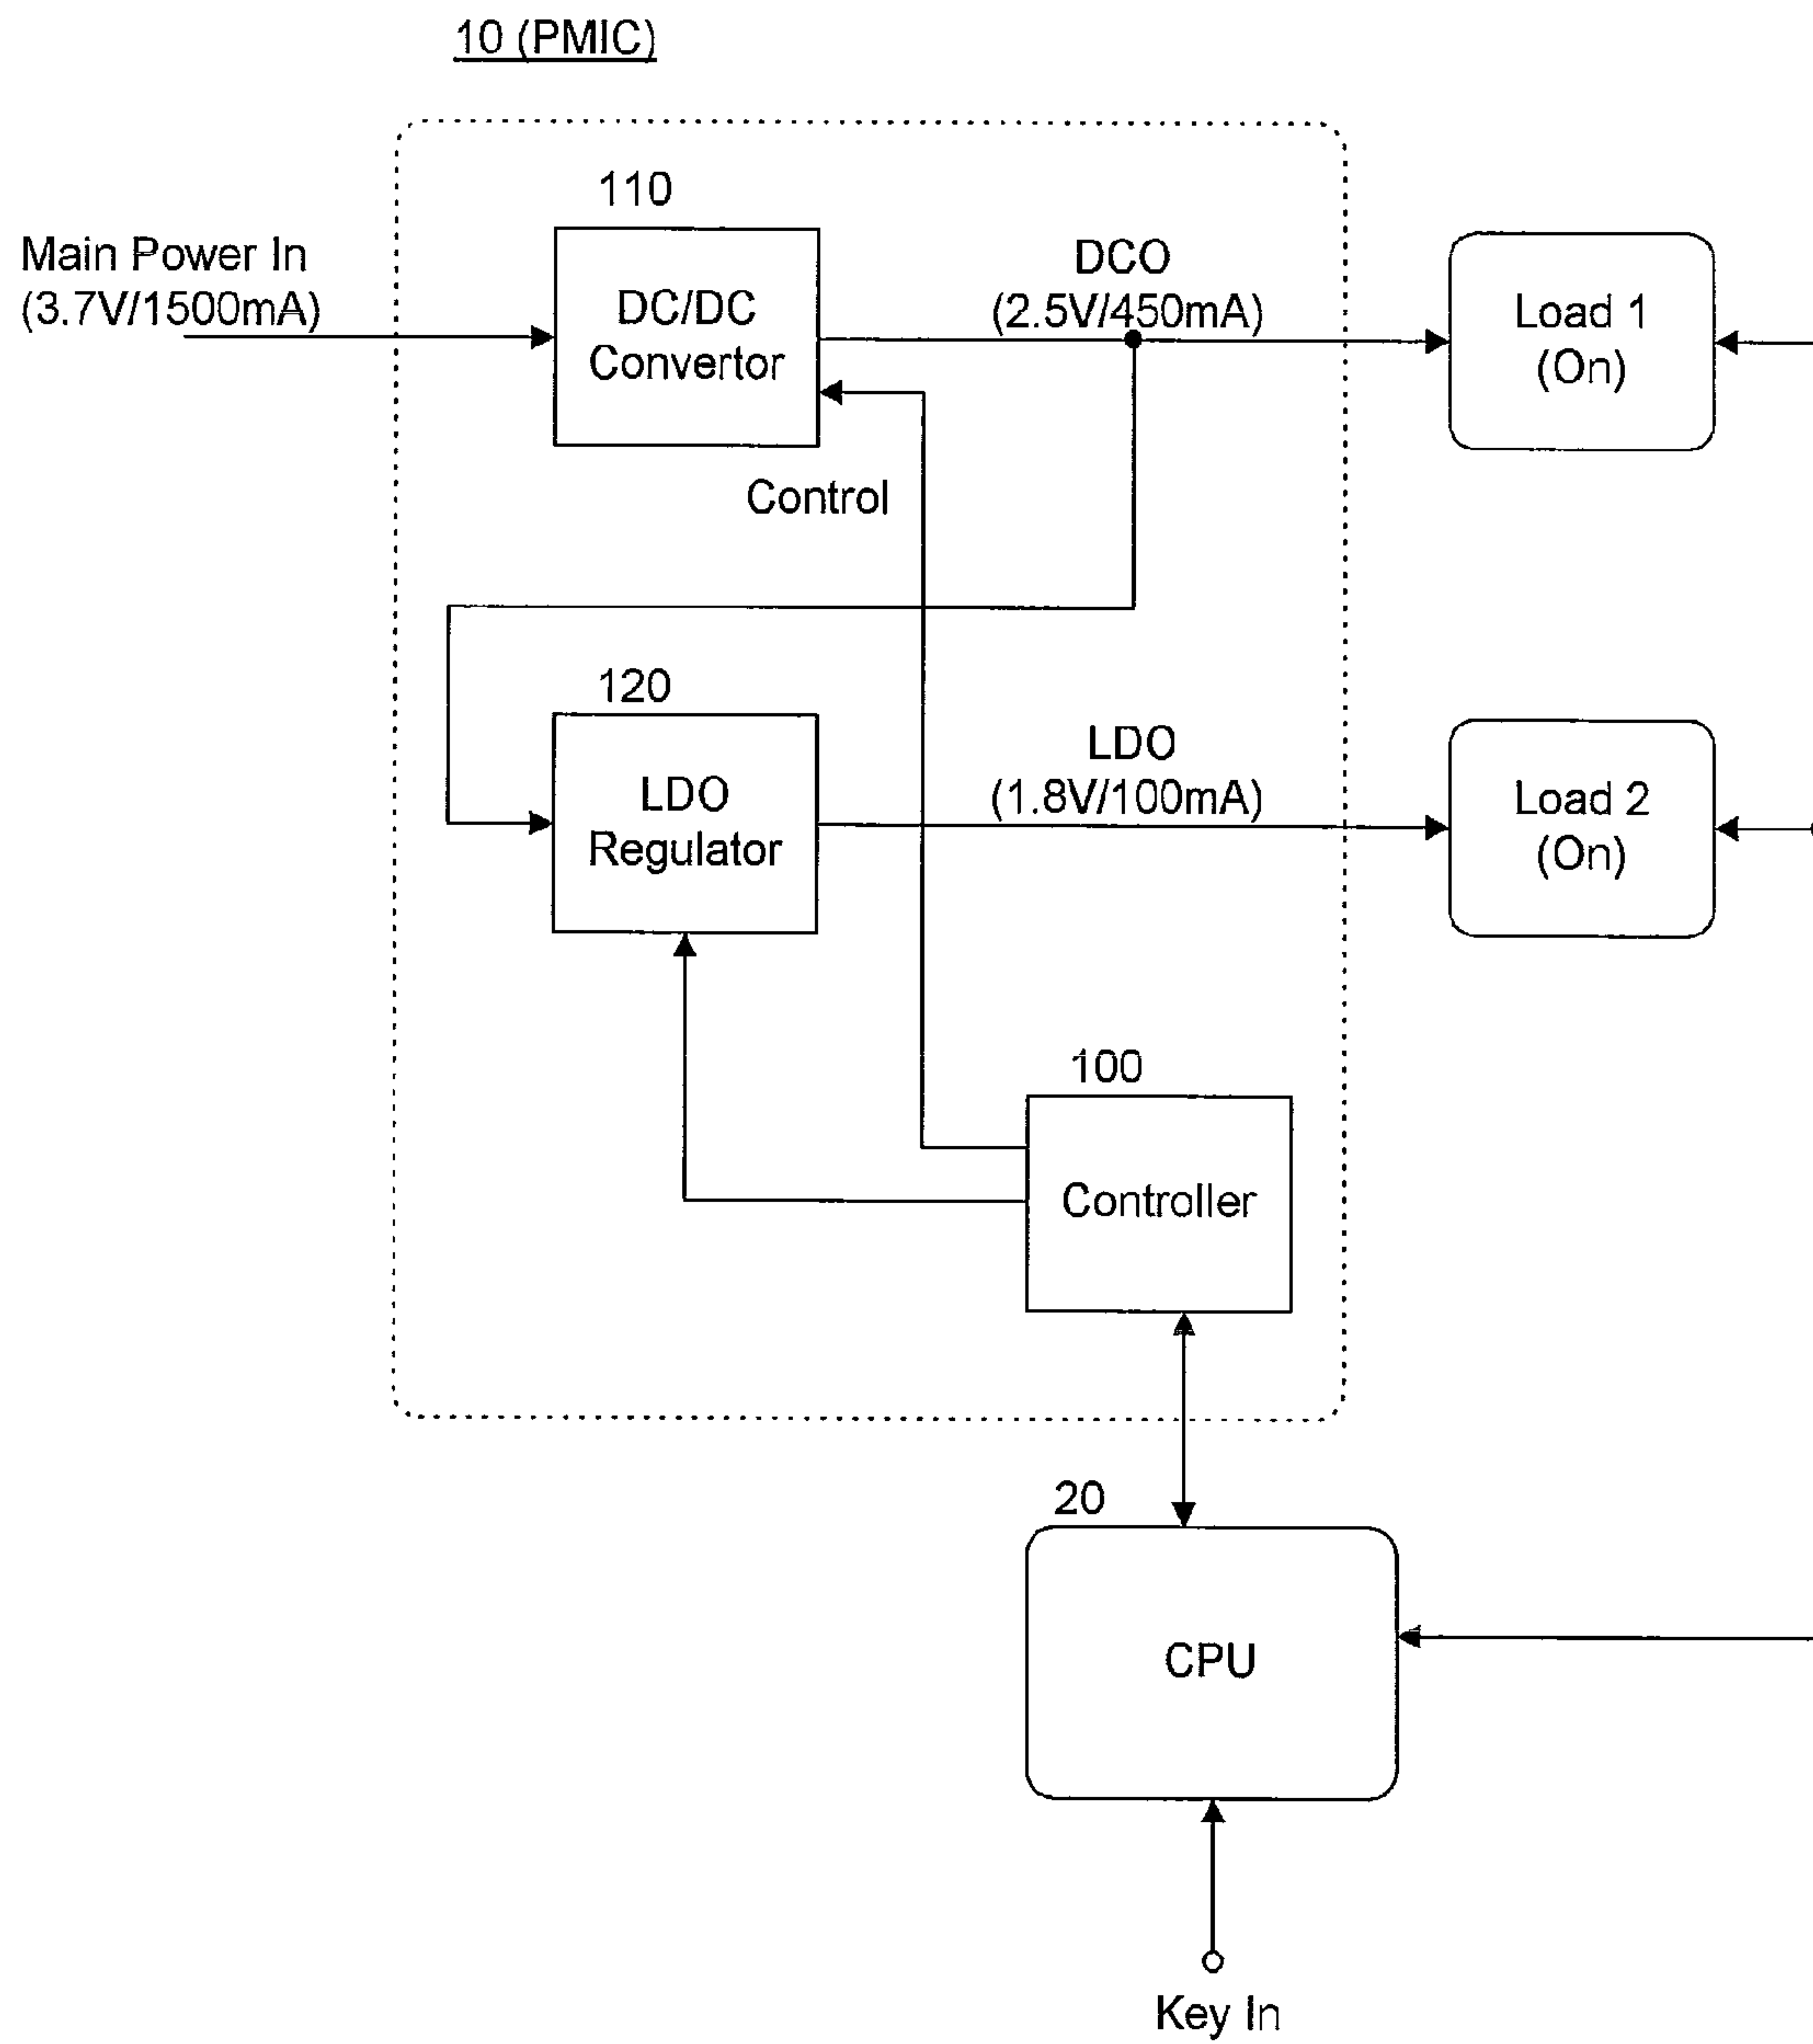 10 (PMIC)
110
Main Power In
(3.7V/1500mA)
DC/DC
Convertor
DCO
(2.5V/450mA)
Load 1
(On)
Control
120
LDO
Regulator
LDO
(1.8V/100mA)
Load 2
(On)
100
Controller
20
CPU
Key In